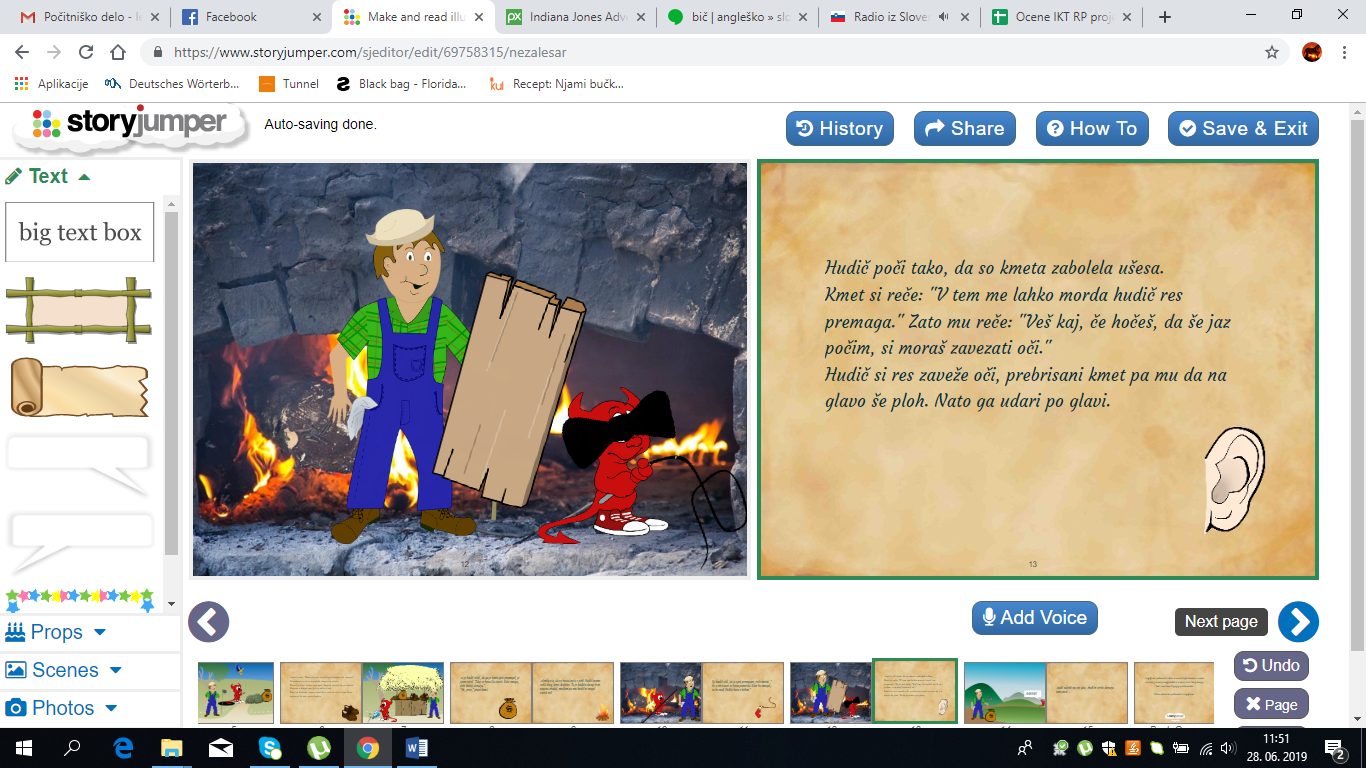 Počitniško delo - l
Facebook
Make and read illu
Indiana Jones Adv
bič | angleško » slo
Radio iz Slove
Ocene IKT RP proj
https://www.storyjumper.com/sjeditor/edit/69758315/nezalesar
Aplikacije
Deutsches Wörterb...
Tunnel
Black bag - Florida...
Recept: Njami bučk...
storyjumper
Auto-saving done.
History
Share
How To
Save & Exit
Text
big text box
Hudič poči tako, da so kmeta zabolela ušesa.
Kmet si reče: "V tem me lahko morda hudič res
premaga." Zato mu reče: "Veš kaj, če hočeš, da še jaz
počim, si moraš zavezati oči."
Hudič si res zaveže oči, prebrisani kmet pa mu da na
glavo še ploh. Nato ga udari po glavi.
12
13
Add Voice
Next page
Props
Scenes
Photos
Undo
Page
11:51
28. 06. 2019
2